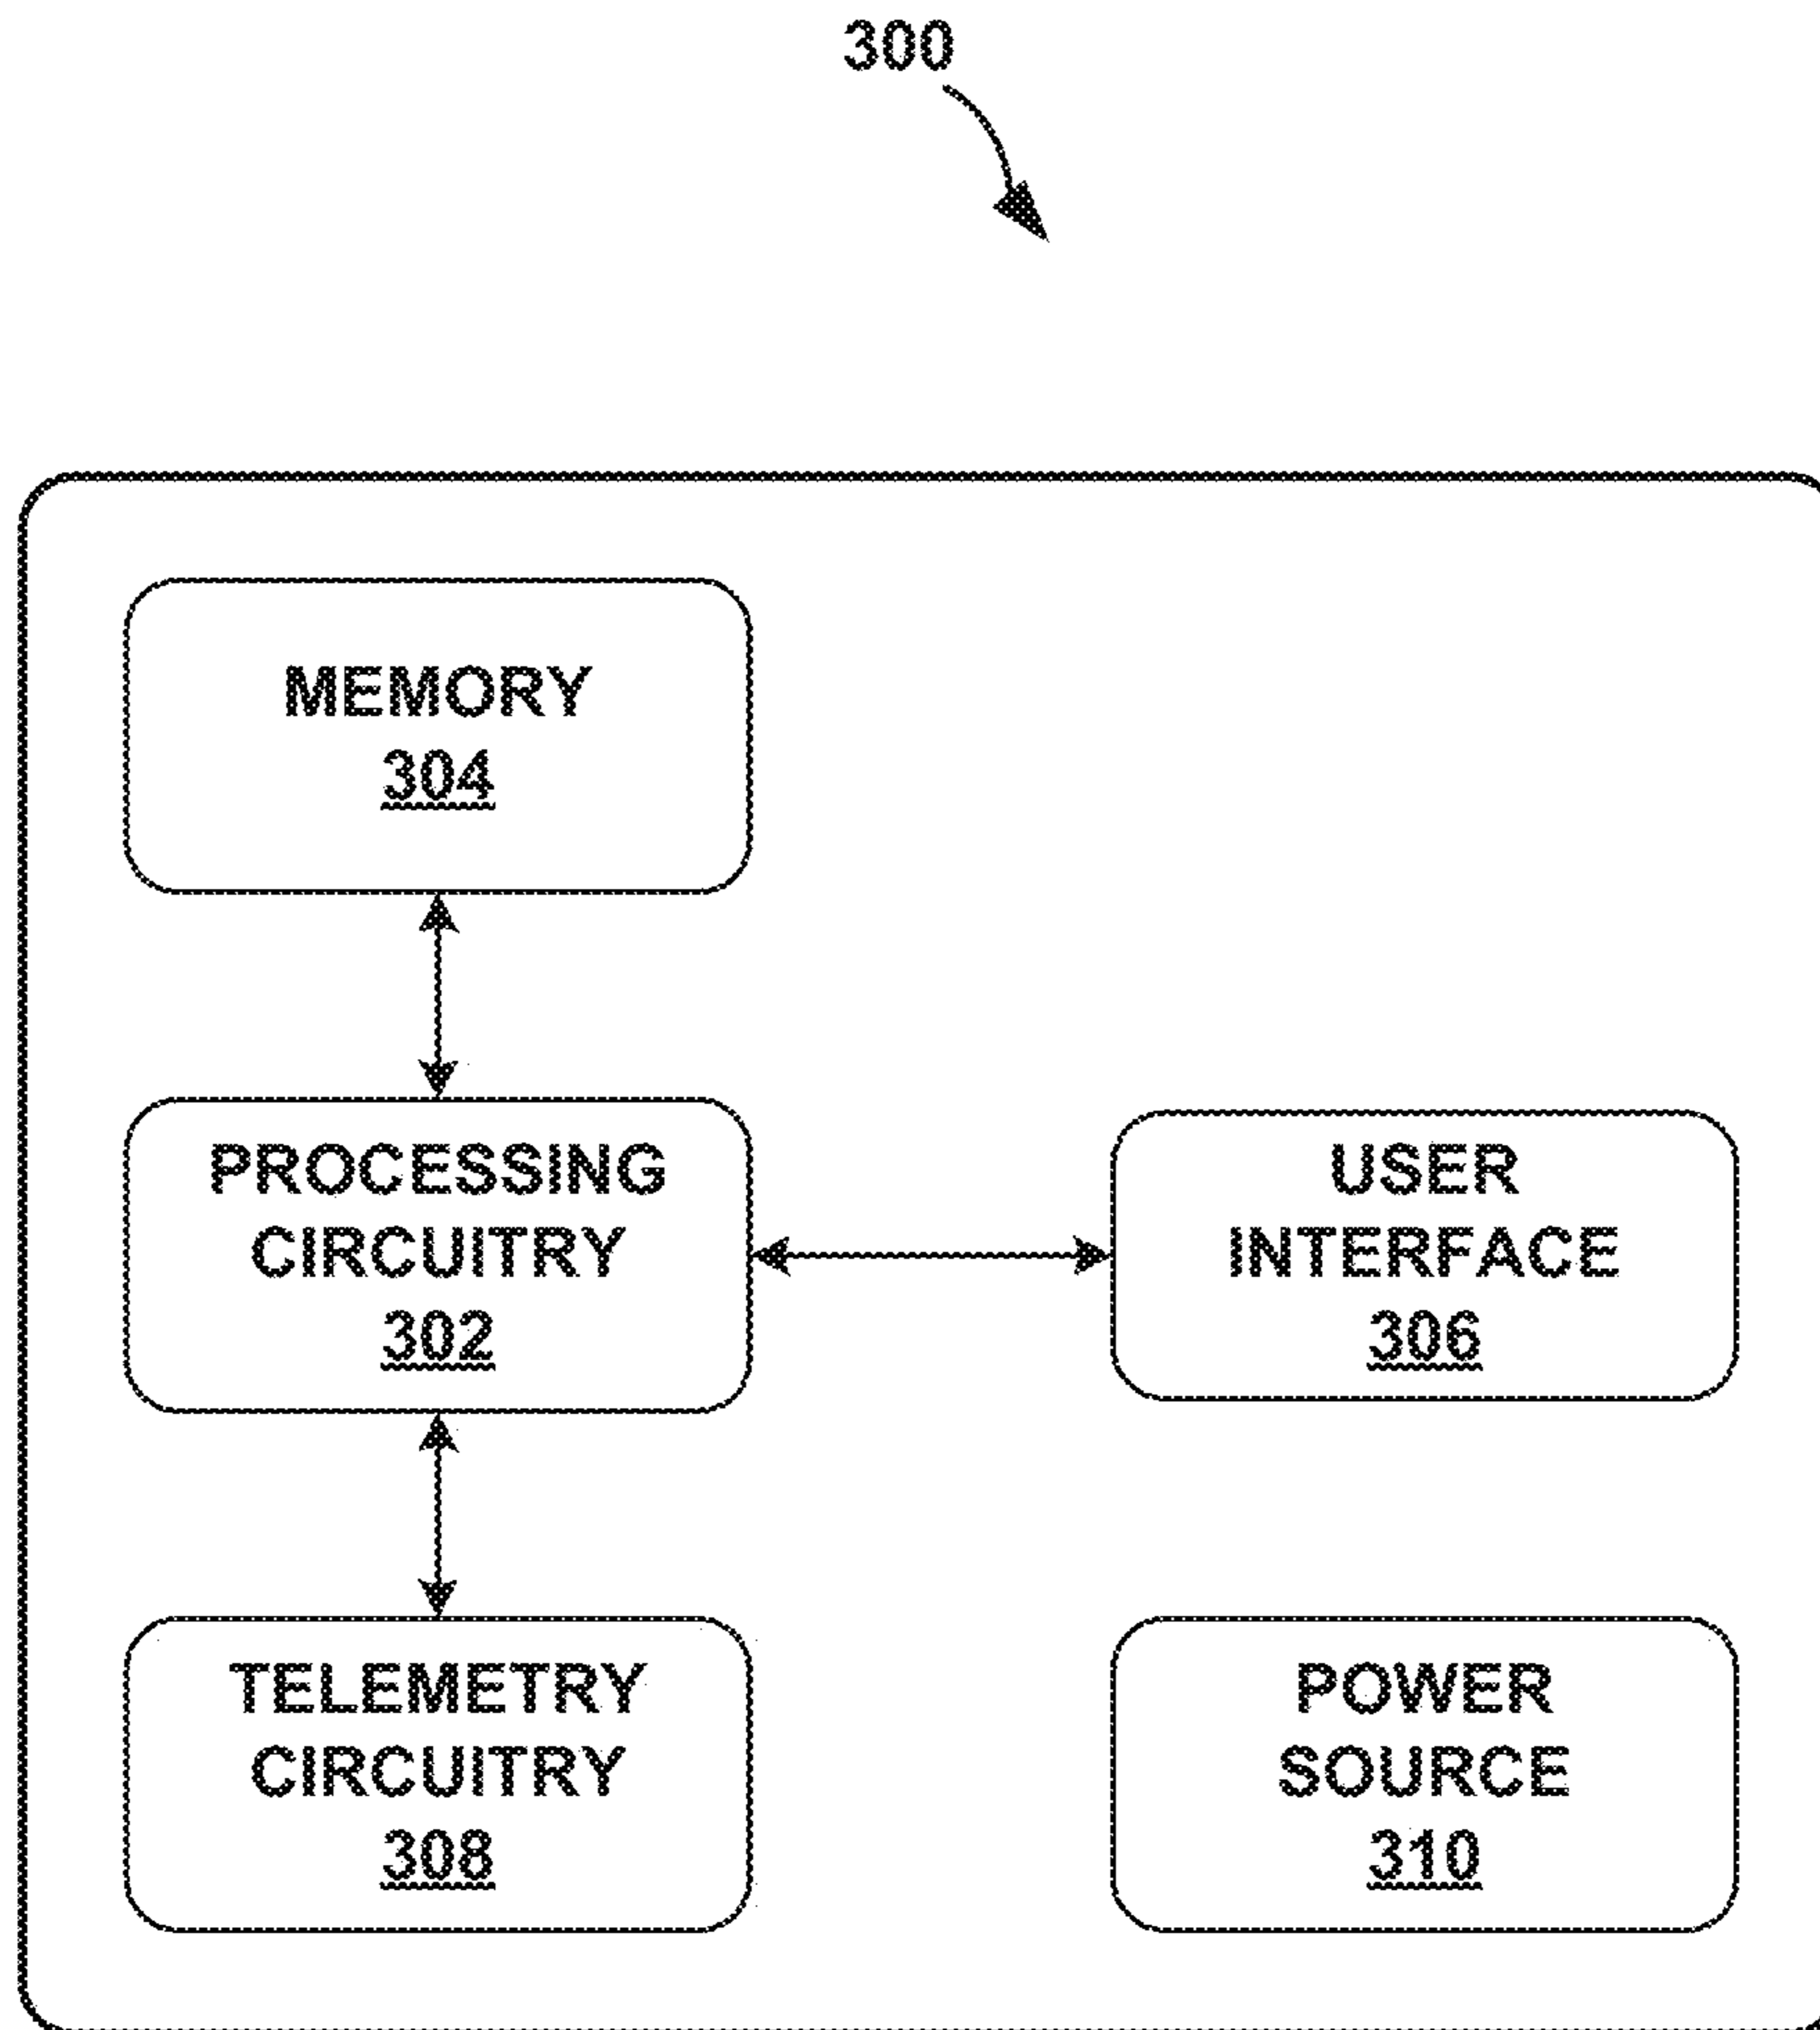 300
MEMORY
304
PROCESSING
CIRCUITRY
302
USER
INTERFACE
306
TELEMETRY
CIRCUITRY
308
POWER
SOURCE
310